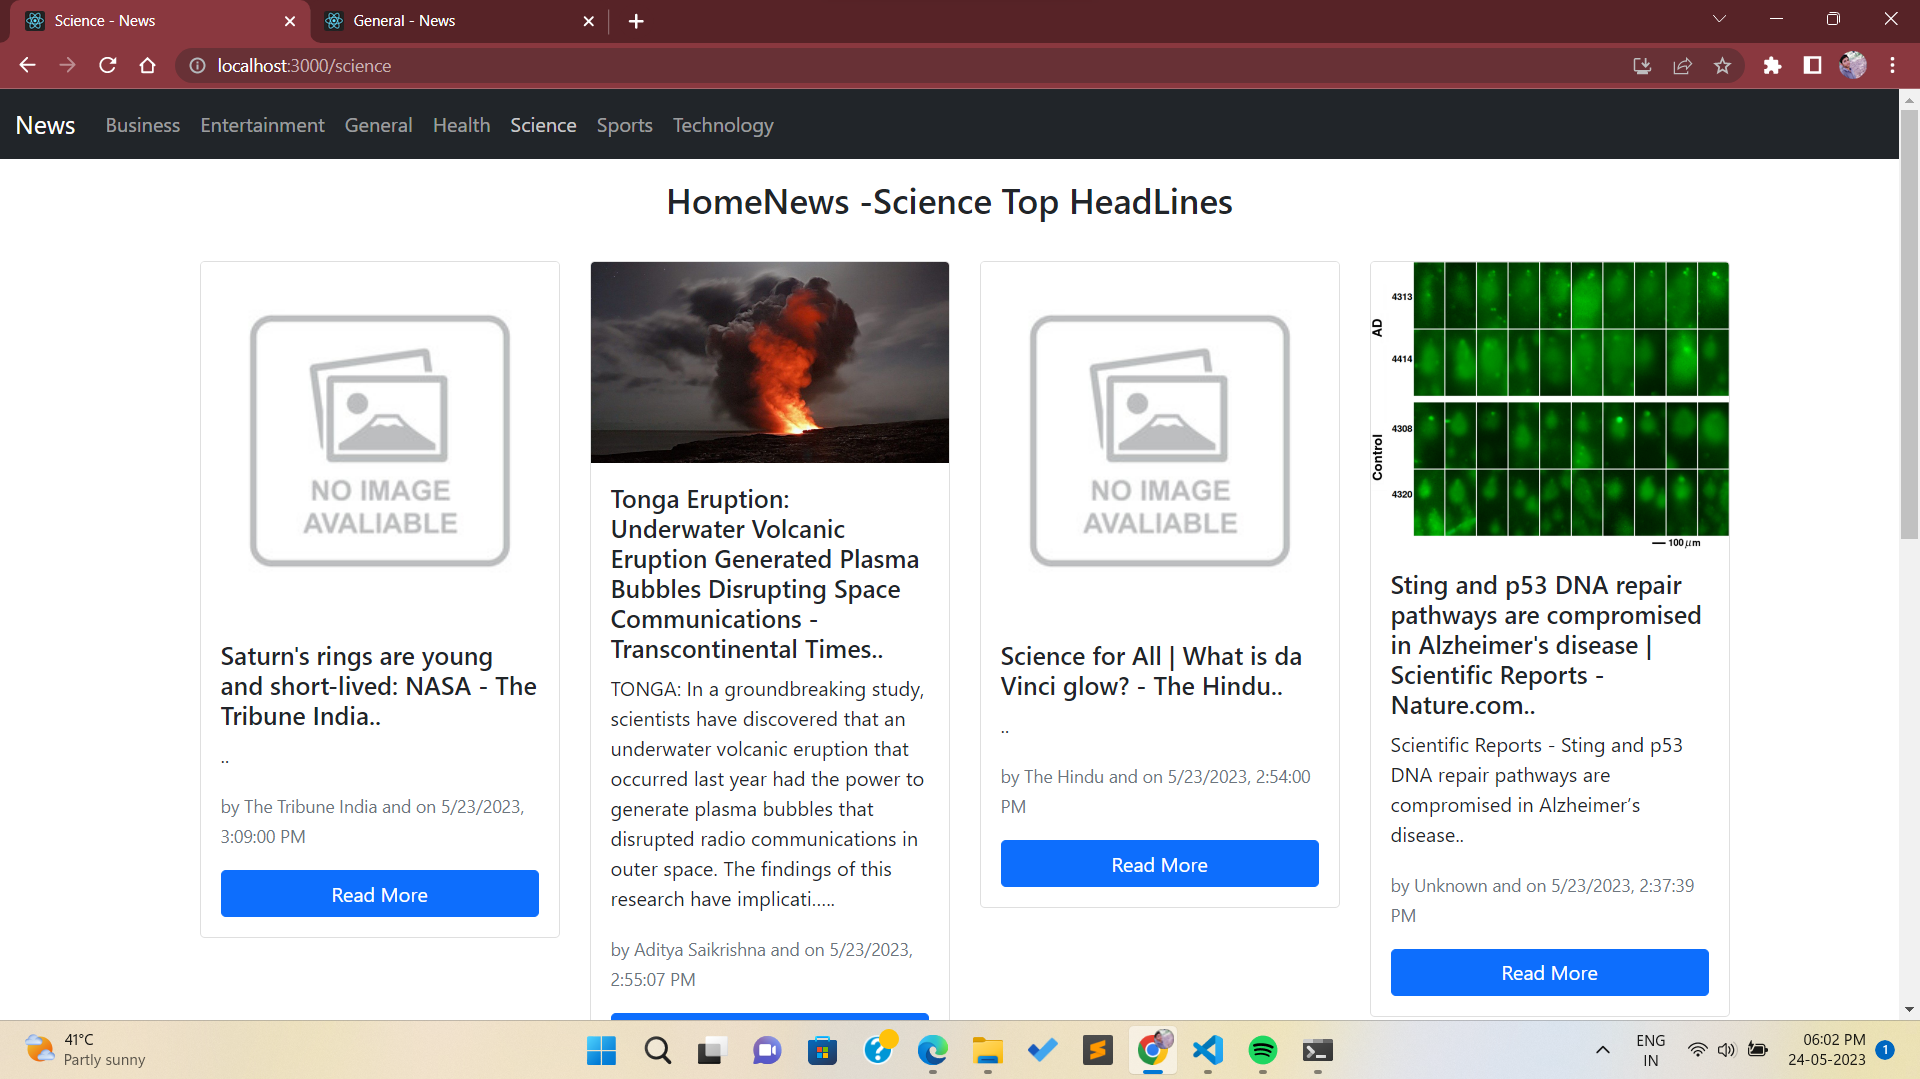 Science - News
General - News
localhost:3000/science
News
Business
Entertainment
General
Health
Science
Sports
Technology
HomeNews -Science Top HeadLines
NO IMAGE
AVALIABLE
Saturn's rings are young
and short-lived: NASA - The
Tribune India..
..
by The Tribune India and on 5/23/2023,
3:09:00 PM
Read More
Tonga Eruption:
Underwater Volcanic
Eruption Generated Plasma
Bubbles Disrupting Space
Communications -
Transcontinental Times..
TONGA: In a groundbreaking study,
scientists have discovered that an
underwater volcanic eruption that
occurred last year had the power to
generate plasma bubbles that
disrupted radio communications in
outer space. The findings of this
research have implicati.....
by Aditya Saikrishna and on 5/23/2023,
2:55:07 PM
NO IMAGE
AVALIABLE
Science for All | What is da
Vinci glow? - The Hindu..
..
by The Hindu and on 5/23/2023, 2:54:00
PM
Read More
AD
4313
4414
Control
4308
4320
100 μm
Sting and p53 DNA repair
pathways are compromised
in Alzheimer's disease |
Scientific Reports -
Nature.com..
Scientific Reports - Sting and p53
DNA repair pathways are
compromised in Alzheimer’s
disease..
by Unknown and on 5/23/2023, 2:37:39
PM
Read More
41°C
Partly sunny
ENG
IN
06:02 PM
24-05-2023
1